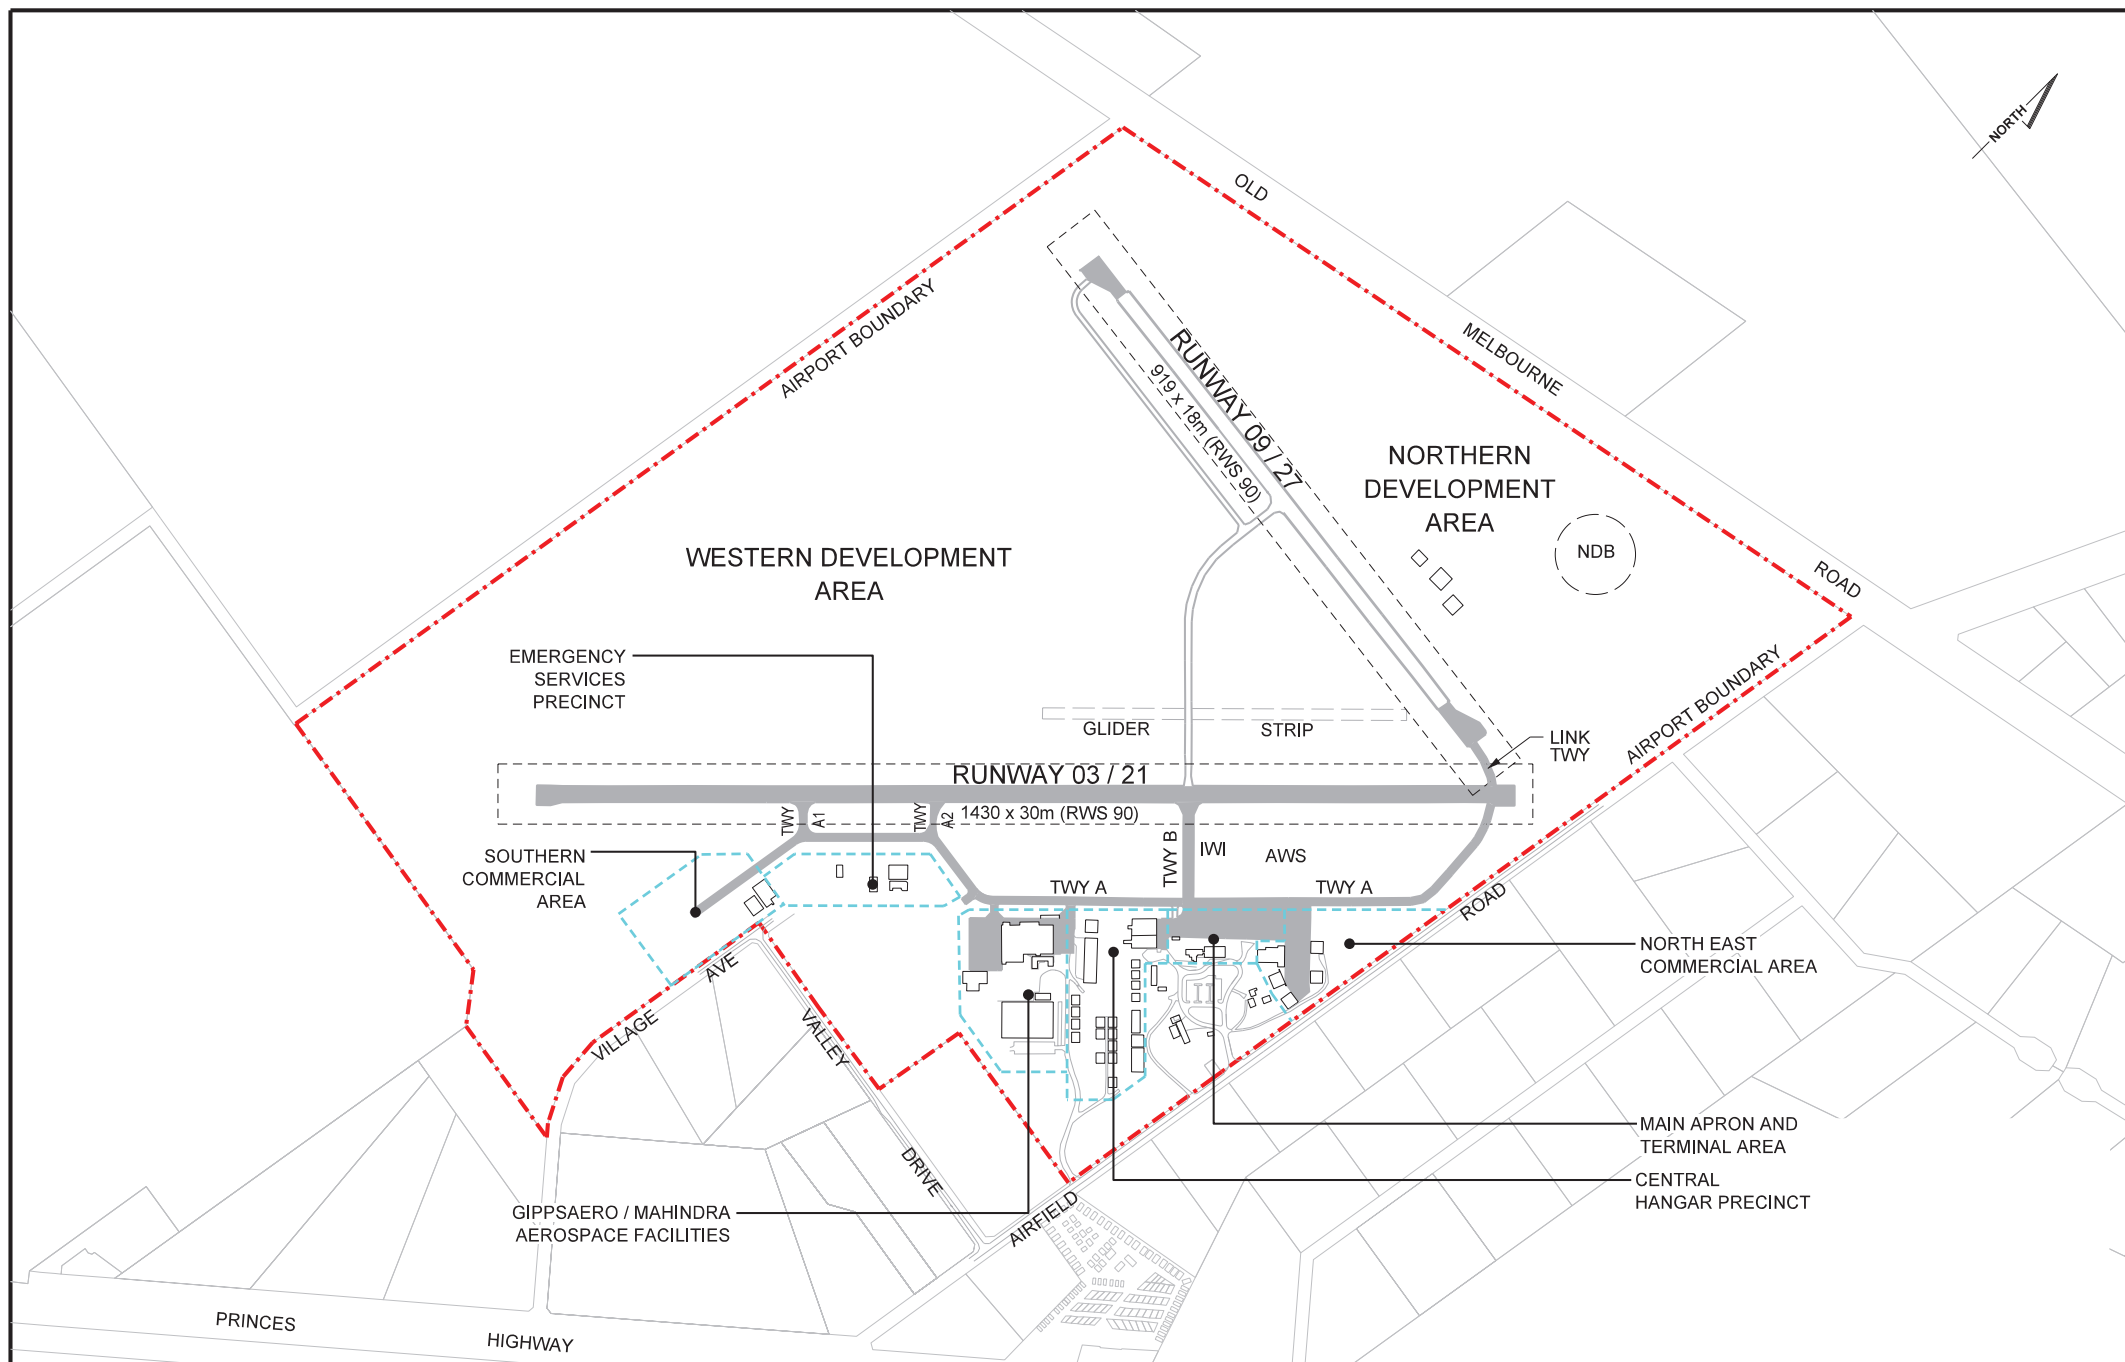 NORTH
OLD
AIRPORT BOUNDARY
MELBOURNE
RUNWAY 09 / 27
919 x 18m (RWS 90)
NORTHERN
DEVELOPMENT
AREA
NDB
WESTERN DEVELOPMENT
AREA
ROAD
EMERGENCY
SERVICES
PRECINCT
AIRPORT BOUNDARY
GLIDER
STRIP
LINK
TWY
RUNWAY 03 / 21
1430 x 30m (RWS 90)
TWY
A1
TWY
A2
TWY B
IWI
AWS
SOUTHERN
COMMERCIAL
AREA
TWY A
TWY A
ROAD
NORTH EAST
COMMERCIAL AREA
AVE
VILLAGE
VALLEY
MAIN APRON AND
TERMINAL AREA
DRIVE
CENTRAL
HANGAR PRECINCT
GIPPSAERO / MAHINDRA
AEROSPACE FACILITIES
AIRFIELD
PRINCES
HIGHWAY